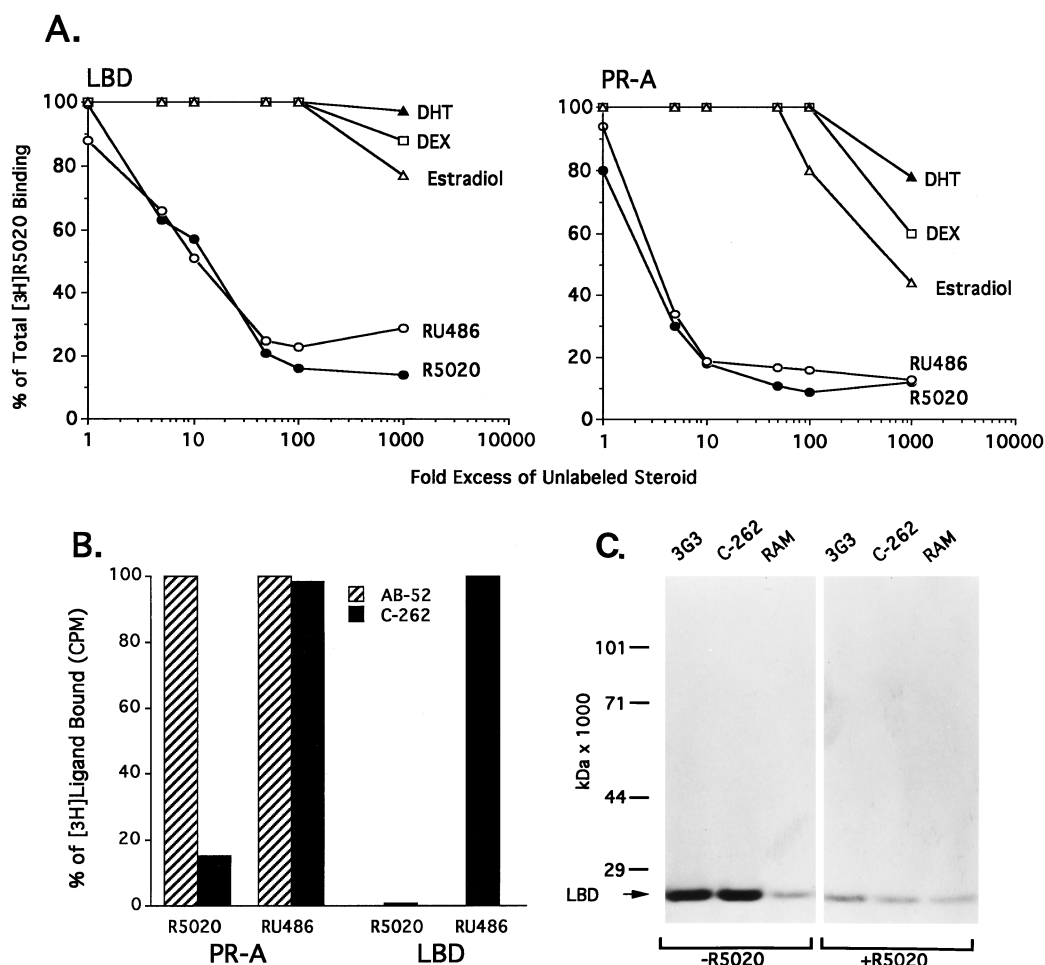 A.
LBD
PR-A
% of Total [3H]R5020 Binding
100
80
60
40
20
0
1
10
100
1000
10000
DHT
DEX
Estradiol
RU486
R5020
100
80
60
40
20
0
1
10
100
1000
10000
DHT
DEX
Estradiol
RU486
R5020
Fold Excess of Unlabeled Steroid
B.
% of [3H]Ligand Bound (CPM)
100
80
60
40
20
0
AB-52
C-262
R5020 RU486 R5020 RU486
PR-A LBD
C.
3G3 C-262 RAM 3G3 C-262 RAM
kDa x 1000
101
71
44
29
LBD
-R5020 +R5020